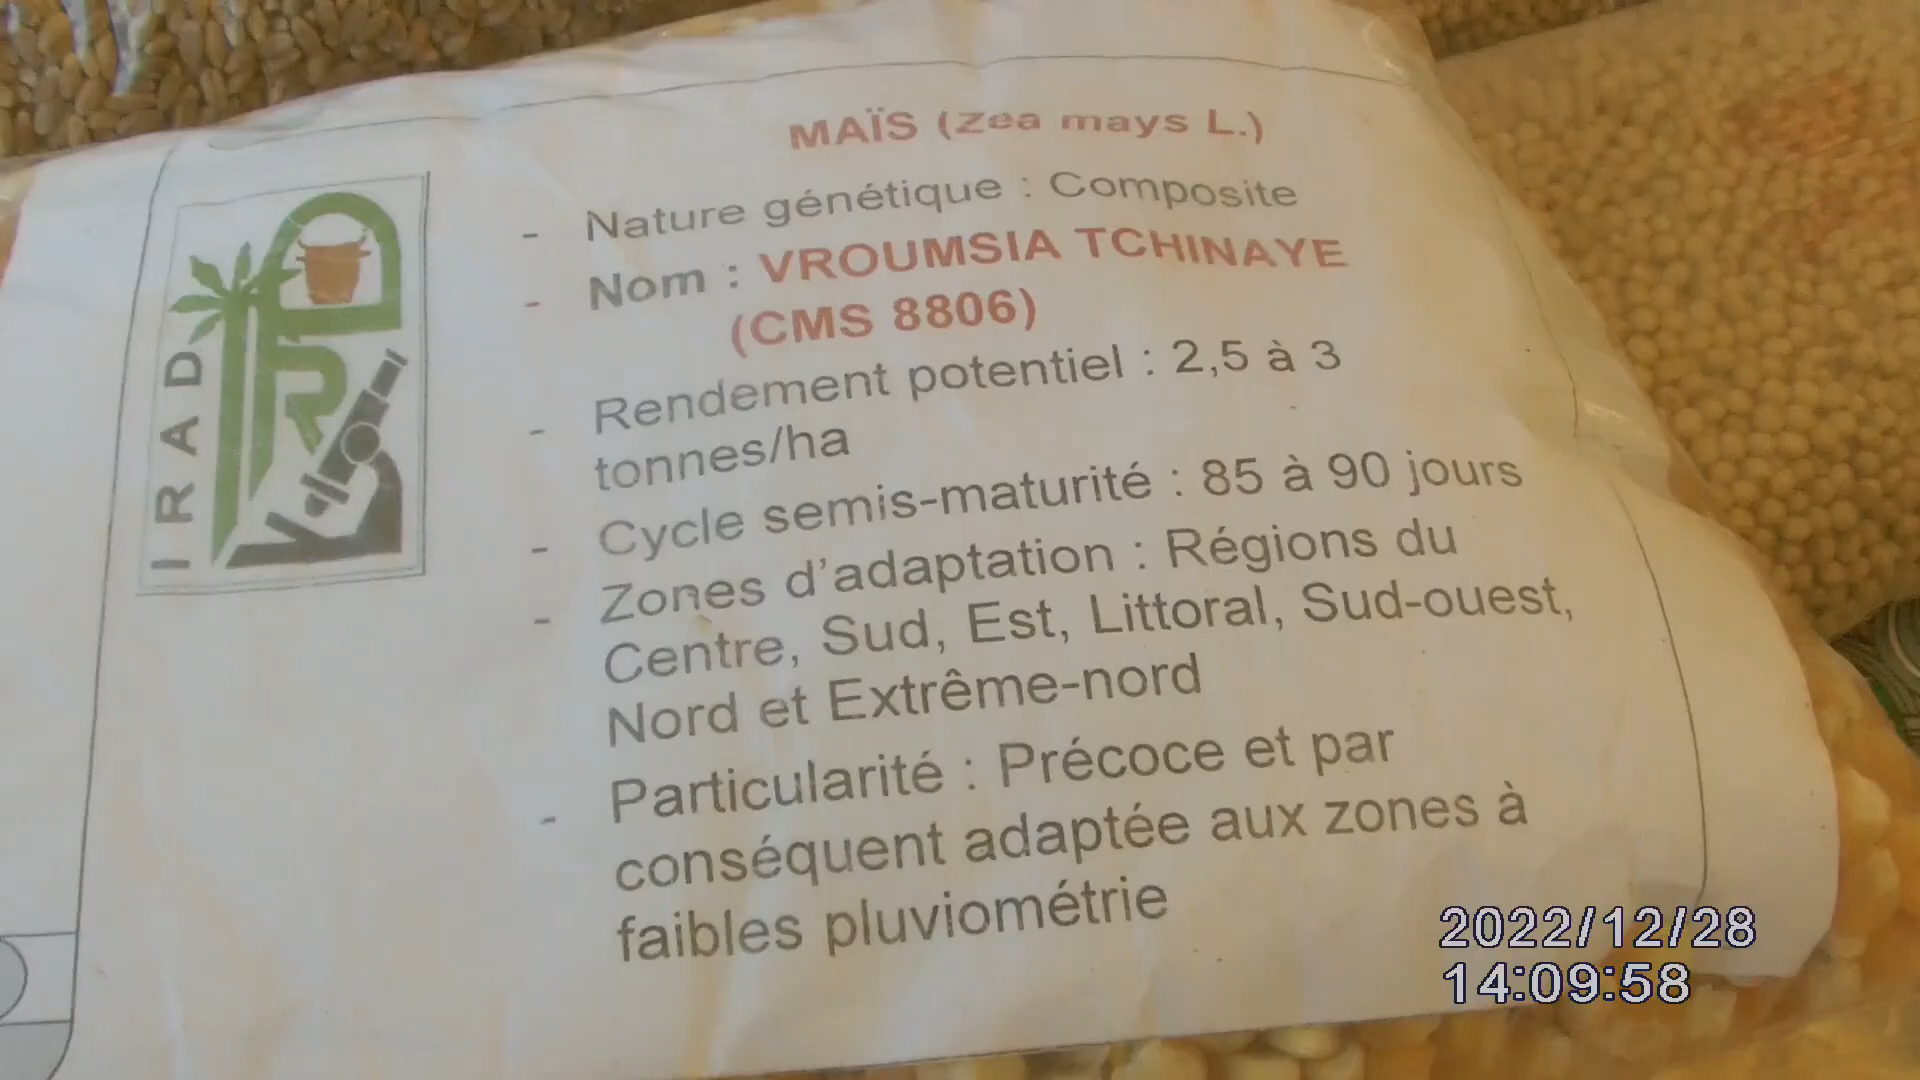 IRAD
MAÏS (Zea mays L.)
- Nature génétique : Composite
- Nom : VROUMSIA TCHINAYE
(CMS 8806)
- Rendement potentiel : 2,5 à 3
tonnes/ha
- Cycle semis-maturité : 85 à 90 jours
- Zones d'adaptation : Régions du
Centre, Sud, Est, Littoral, Sud-ouest,
Nord et Extrême-nord
- Particularité : Précoce et par
conséquent adaptée aux zones à
faibles pluviométrie
2022/12/28
14:09:58